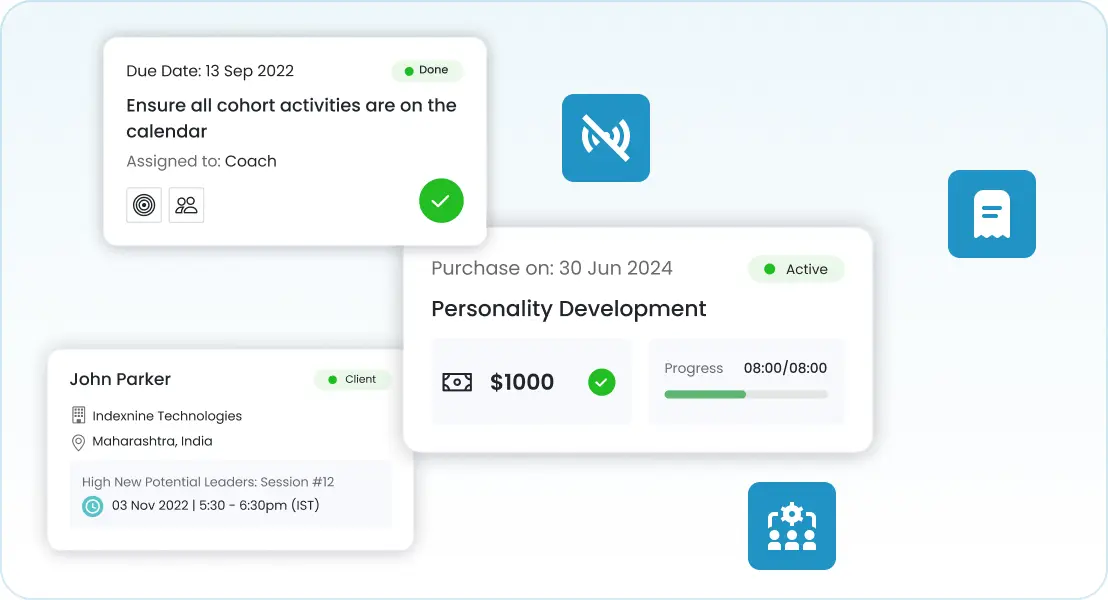 Due Date: 13 Sep 2022
Done
Ensure all cohort activities are on the
calendar
Assigned to: Coach
Purchase on: 30 Jun 2024
Active
Personality Development
$1000
Progress
08:00/08:00
John Parker
Client
Indexnine Technologies
Maharashtra, India
High New Potential Leaders: Session #12
03 Nov 2022 | 5:30 - 6:30pm (IST)